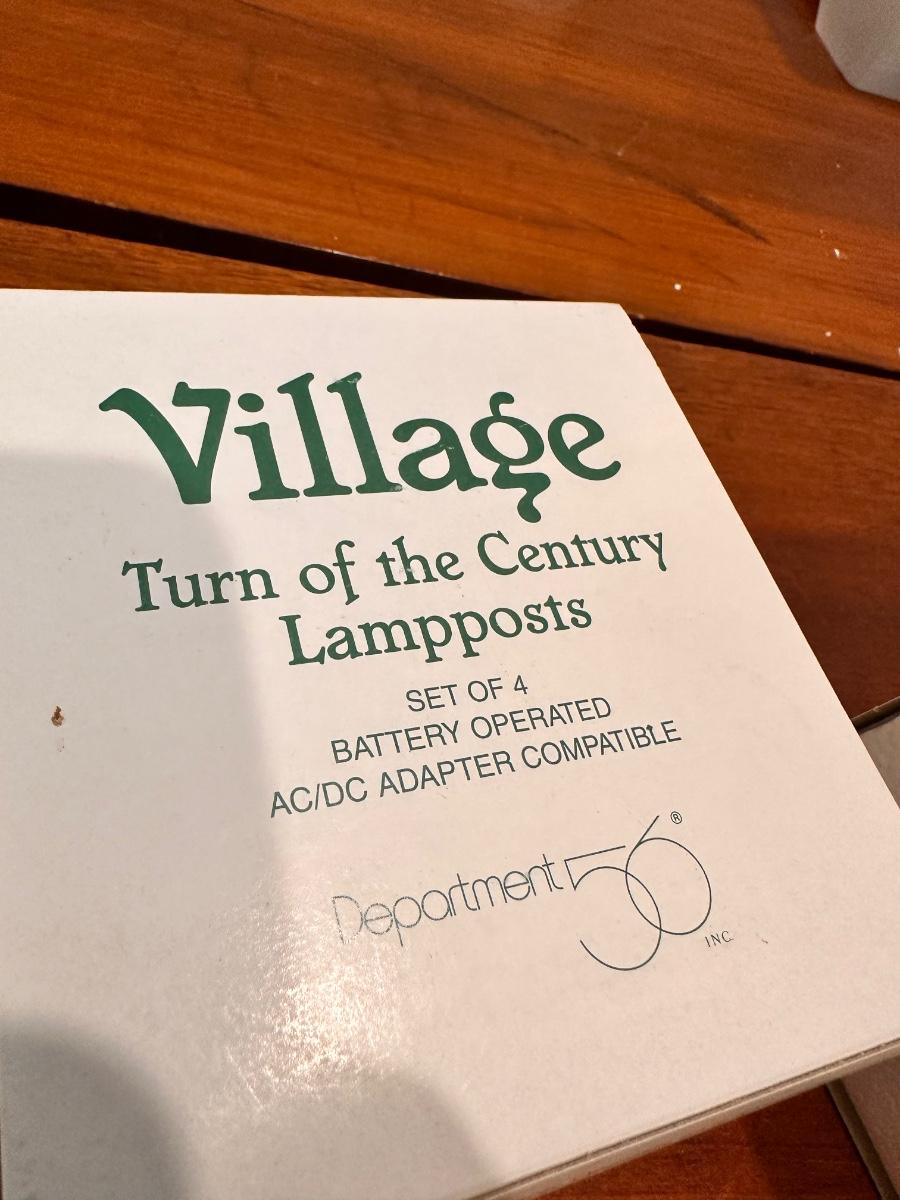 Village
Turn of the Century
Lampposts
SET OF 4
BATTERY OPERATED
AC/DC ADAPTER COMPATIBLE
Department 56®
INC.